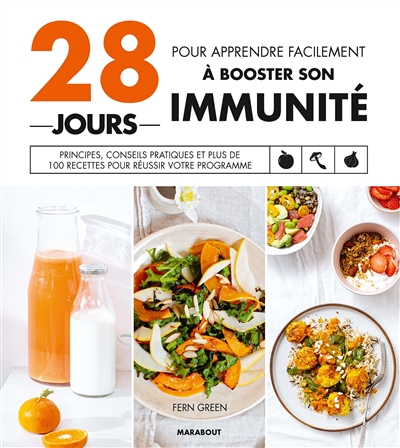 28
—JOURS—
POUR APPRENDRE FACILEMENT
À BOOSTER SON
IMMUNITÉ
PRINCIPES, CONSEILS PRATIQUES ET PLUS DE
100 RECETTES POUR RÉUSSIR VOTRE PROGRAMME
FERN GREEN
MARABOUT